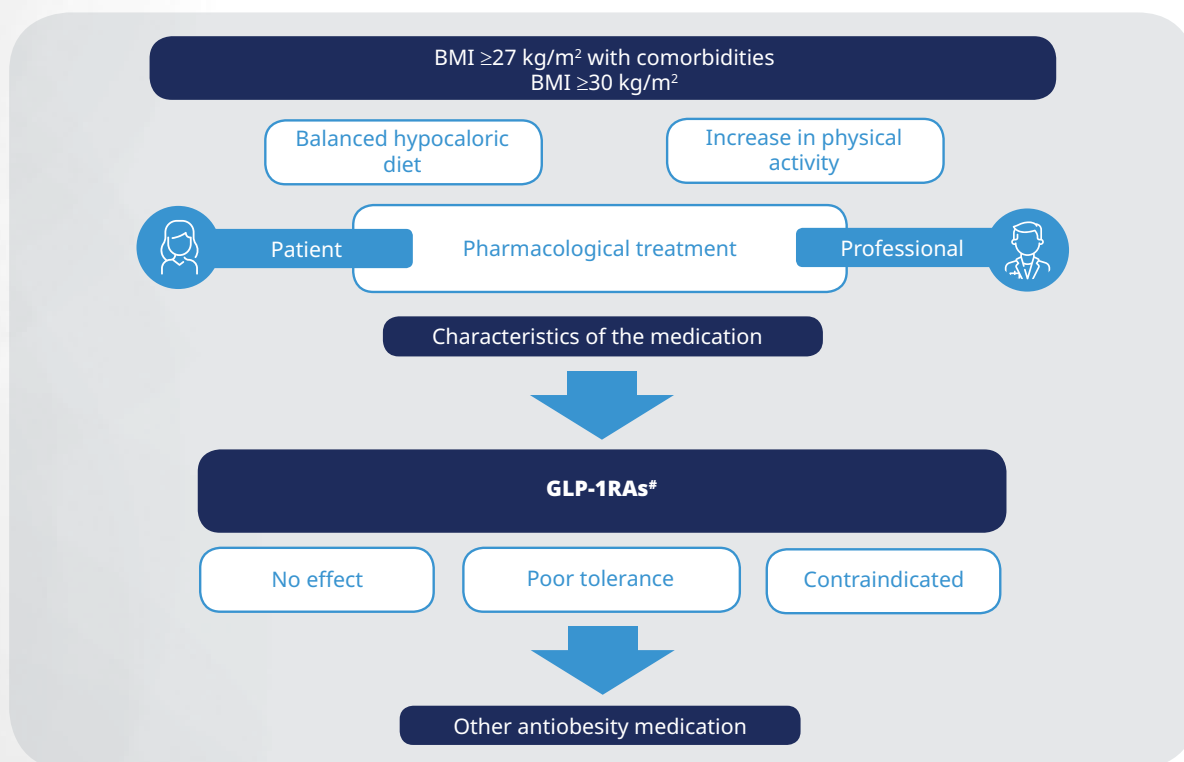 BMI ≥27 kg/m² with comorbidities
BMI ≥30 kg/m²
Balanced hypocaloric
diet
Increase in physical
activity
Patient
Pharmacological treatment
Professional
Characteristics of the medication
GLP-1RAs#
No effect
Poor tolerance
Contraindicated
Other antiobesity medication